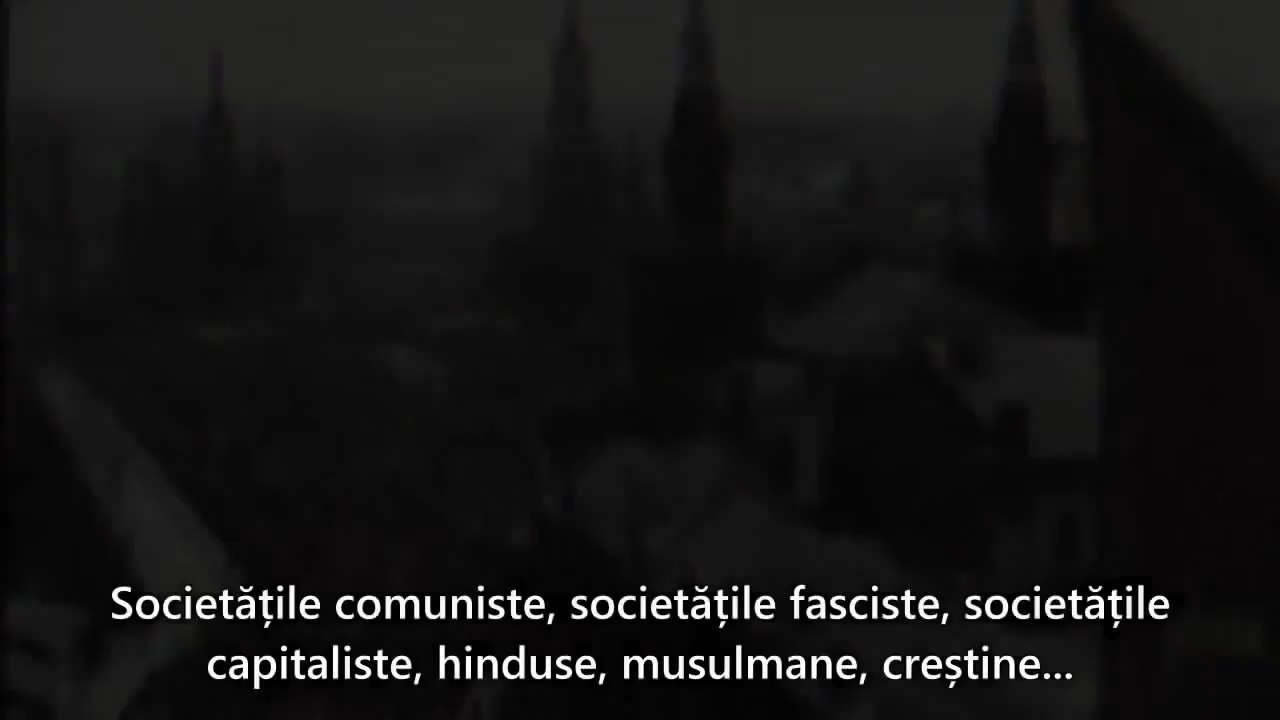 Societățile comuniste, societățile fasciste, societățile
capitaliste, hinduse, musulmane, creștine...